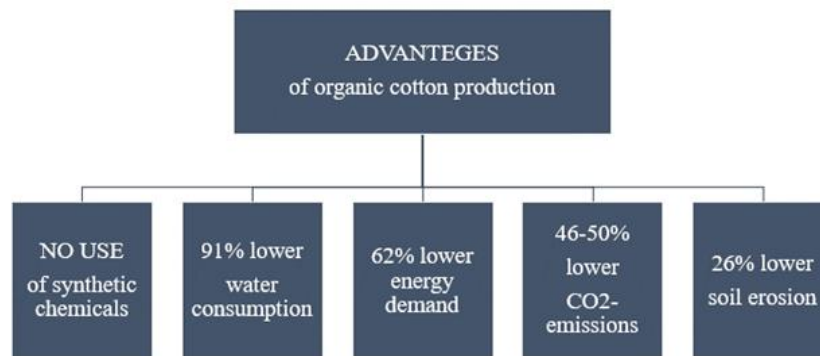 ADVANTEGES
of organic cotton production
NO USE
of synthetic
chemicals
91% lower
water
consumption
62% lower
energy
demand
46-50%
lower
CO2-
emissions
26% lower
soil erosion